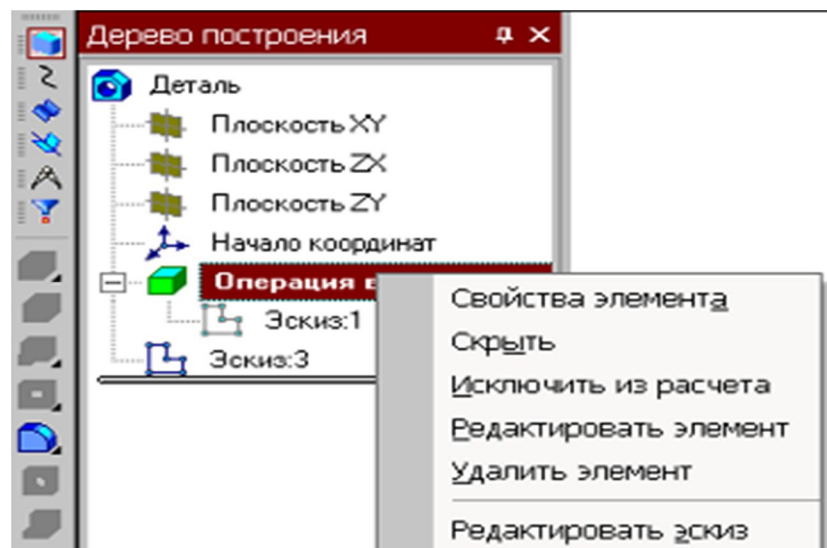 Дерево построения
Деталь
Плоскость XY
Плоскость ZX
Плоскость ZY
Начало координат
Операция в
Эскиз:1
Эскиз:3
Свойства элемента
Скрыть
Исключить из расчета
Редактировать элемент
Удалить элемент
Редактировать эскиз